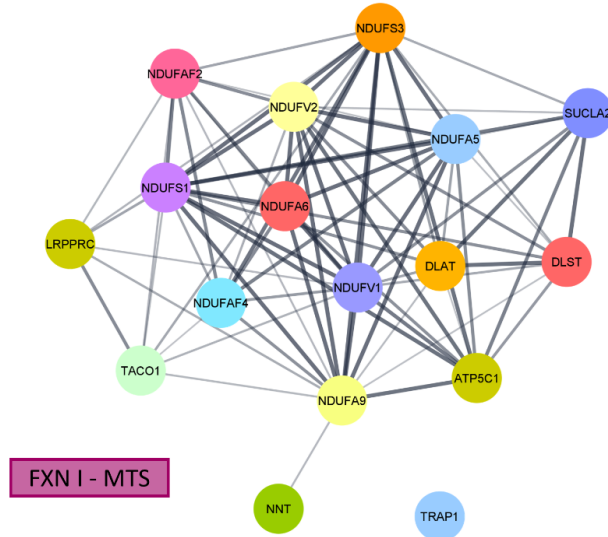 NDUFS3
NDUFAF2
NDUFV2
SUCLA2
NDUFA5
NDUFS1
NDUFA6
LRPPRC
DLAT
DLST
NDUFV1
NDUFAF4
TACO1
ATP5C1
NDUFA9
FXN I - MTS
NNT
TRAP1